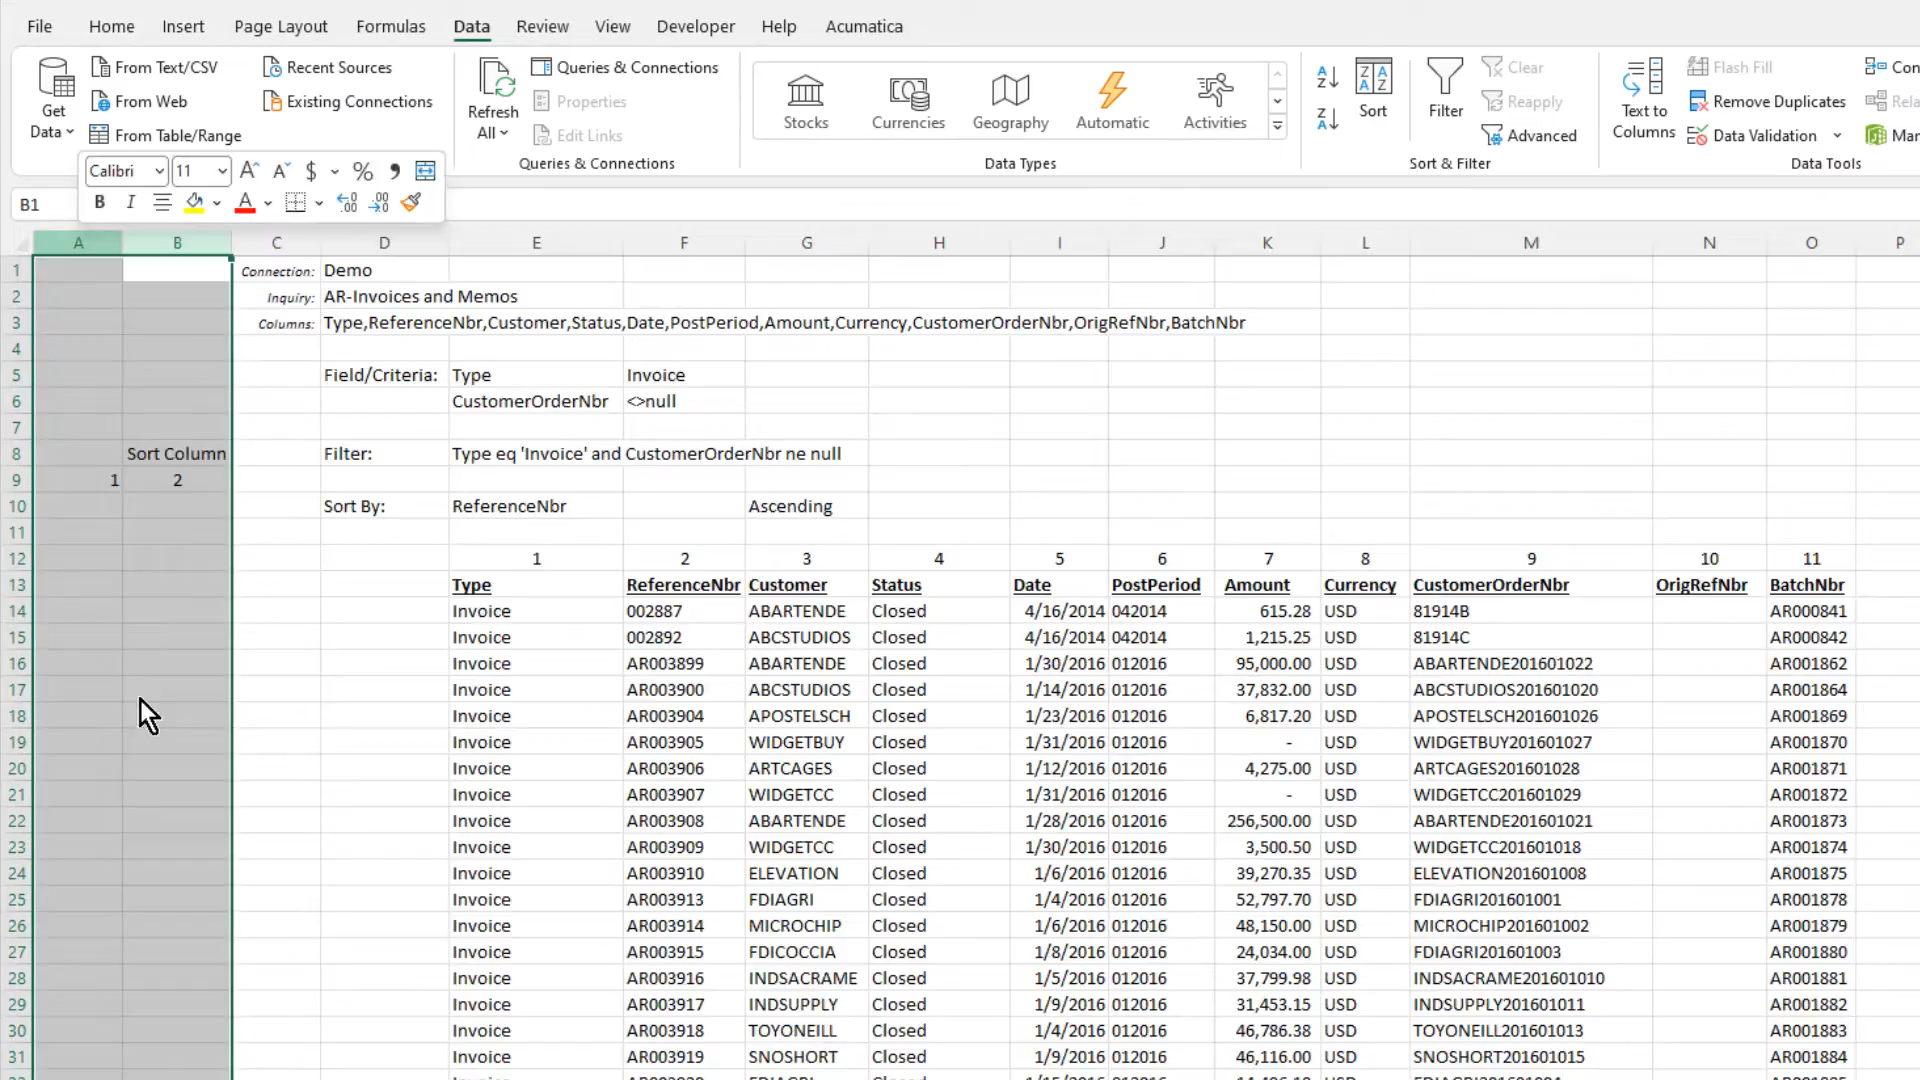 File Home Insert Page Layout Formulas Data Review View Developer Help Acumatica
Get Data
From Text/CSV
From Web
From Table/Range
Recent Sources
Existing Connections
Refresh All
Queries & Connections
Properties
Edit Links
Queries & Connections
Stocks Currencies Geography Automatic Activities
Data Types
Sort
Filter
Clear
Reapply
Advanced
Sort & Filter
Text to Columns
Flash Fill
Remove Duplicates
Data Validation
Con
Rela
Man
Data Tools
Calibri 11 A A $ % ,
B I A
B1
A B C D E F G H I J K L M N O P
1 Connection: Demo
2 Inquiry: AR-Invoices and Memos
3 Columns: Type,ReferenceNbr,Customer,Status,Date,PostPeriod,Amount,Currency,CustomerOrderNbr,OrigRefNbr,BatchNbr
4
5 Field/Criteria: Type Invoice
6 CustomerOrderNbr <>null
7
8 Sort Column Filter: Type eq 'Invoice' and CustomerOrderNbr ne null
9 1 2
10 Sort By: ReferenceNbr Ascending
11
12 1 2 3 4 5 6 7 8 9 10 11
13 Type ReferenceNbr Customer Status Date PostPeriod Amount Currency CustomerOrderNbr OrigRefNbr BatchNbr
14 Invoice 002887 ABARTENDE Closed 4/16/2014 042014 615.28 USD 81914B AR000841
15 Invoice 002892 ABCSTUDIOS Closed 4/16/2014 042014 1,215.25 USD 81914C AR000842
16 Invoice AR003899 ABARTENDE Closed 1/30/2016 012016 95,000.00 USD ABARTENDE201601022 AR001862
17 Invoice AR003900 ABCSTUDIOS Closed 1/14/2016 012016 37,832.00 USD ABCSTUDIOS201601020 AR001864
18 Invoice AR003904 APOSTELSCH Closed 1/23/2016 012016 6,817.20 USD APOSTELSCH201601026 AR001869
19 Invoice AR003905 WIDGETBUY Closed 1/31/2016 012016 - USD WIDGETBUY201601027 AR001870
20 Invoice AR003906 ARTCAGES Closed 1/12/2016 012016 4,275.00 USD ARTCAGES201601028 AR001871
21 Invoice AR003907 WIDGETCC Closed 1/31/2016 012016 - USD WIDGETCC201601029 AR001872
22 Invoice AR003908 ABARTENDE Closed 1/28/2016 012016 256,500.00 USD ABARTENDE201601021 AR001873
23 Invoice AR003909 WIDGETCC Closed 1/30/2016 012016 3,500.50 USD WIDGETCC201601018 AR001874
24 Invoice AR003910 ELEVATION Closed 1/6/2016 012016 39,270.35 USD ELEVATION201601008 AR001875
25 Invoice AR003913 FDIAGRI Closed 1/4/2016 012016 52,797.70 USD FDIAGRI201601001 AR001878
26 Invoice AR003914 MICROCHIP Closed 1/6/2016 012016 48,150.00 USD MICROCHIP201601002 AR001879
27 Invoice AR003915 FDICOCCIA Closed 1/8/2016 012016 24,034.00 USD FDIAGRI201601003 AR001880
28 Invoice AR003916 INDSACRAME Closed 1/5/2016 012016 37,799.98 USD INDSACRAME201601010 AR001881
29 Invoice AR003917 INDSUPPLY Closed 1/9/2016 012016 31,453.15 USD INDSUPPLY201601011 AR001882
30 Invoice AR003918 TOYONEILL Closed 1/4/2016 012016 46,786.38 USD TOYONEILL201601013 AR001883
31 Invoice AR003919 SNOSHORT Closed 1/9/2016 012016 46,116.00 USD SNOSHORT201601015 AR001884